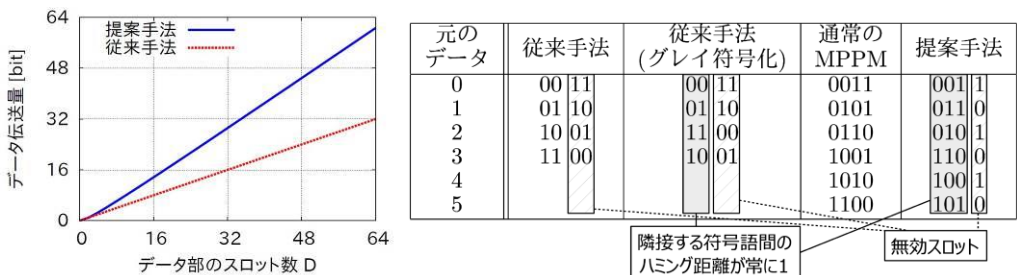 64
48
32
16
0
データ伝送量 [bit]
提案手法
従来手法
0 16 32 48 64
データ部のスロット数 D
元の データ 従来手法 従来手法 (グレイ符号化) 通常の MPPM 提案手法
0 00 11 00 11 0011 001 1
1 01 10 01 10 0101 011 0
2 10 01 11 00 0110 010 1
3 11 00 10 01 1001 110 0
4 1010 100 1
5 1100 101 0
隣接する符号語間の
ハミング距離が常に1
無効スロット